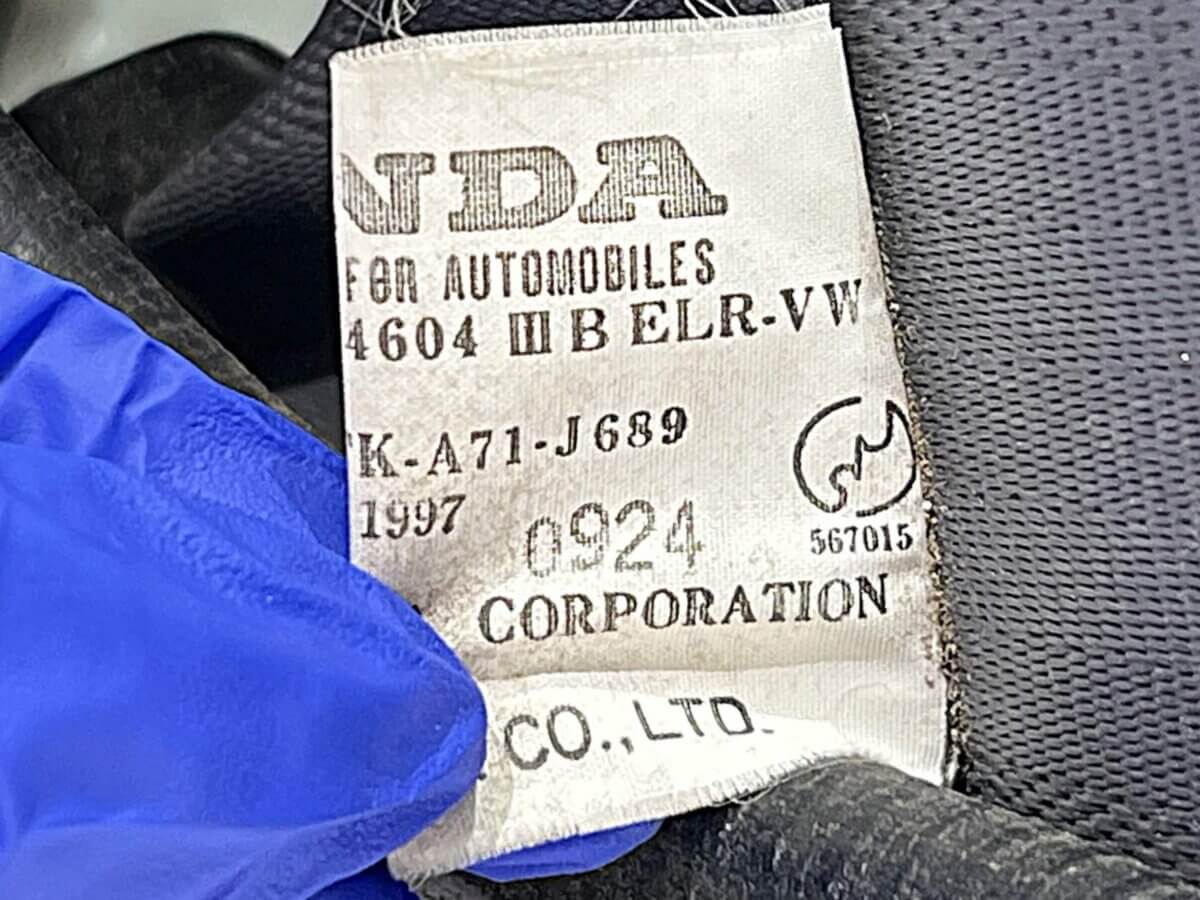 NDA
FOR AUTOMOBILES
4604 III B ELR-VW
K-A71-J689
1997 0924
567015
CORPORATION
CO., LTD.